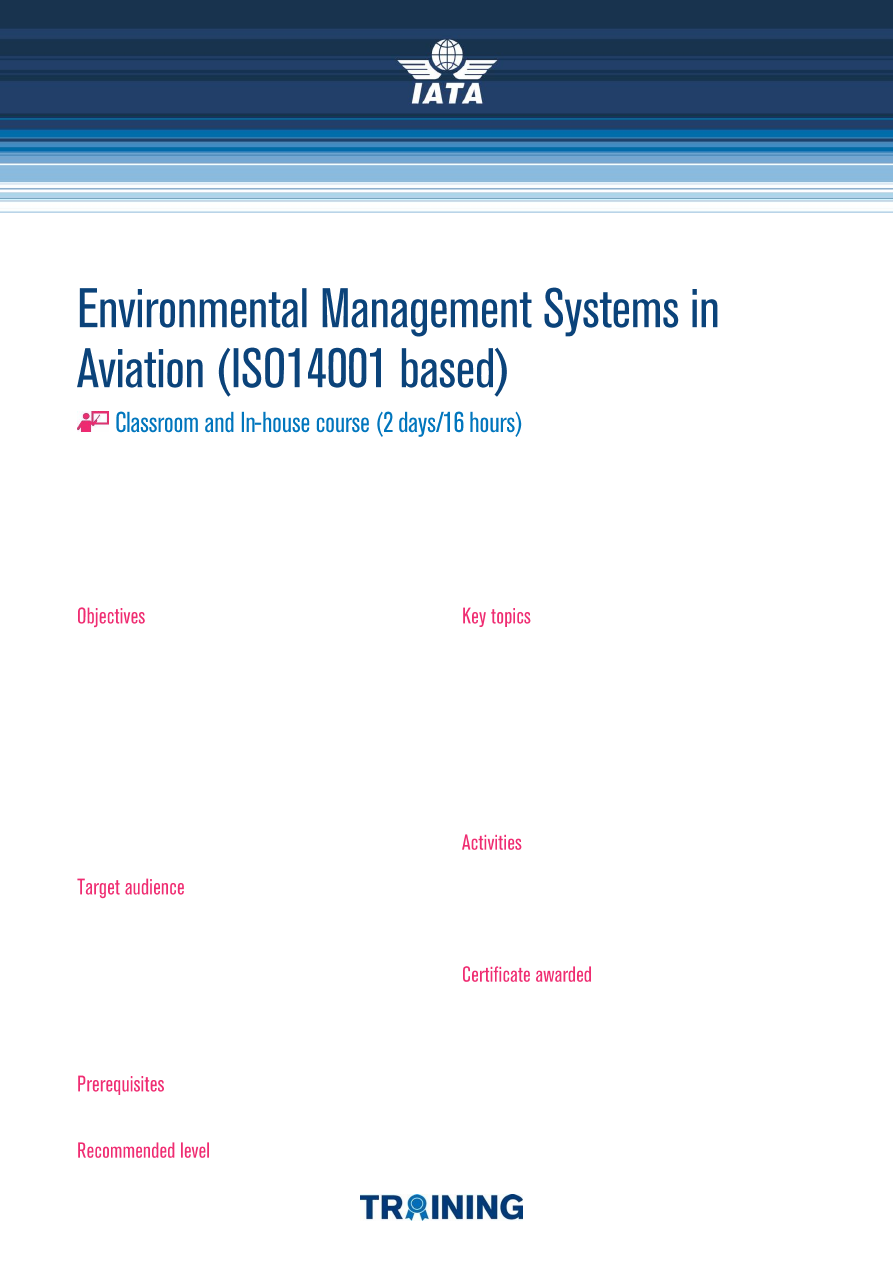 IATA
Environmental Management Systems in
Aviation (ISO14001 based)
Classroom and In-house course (2 days/16 hours)
Objectives
Target audience
Prerequisites
Recommended level
Key topics
Activities
Certificate awarded
TRAINING